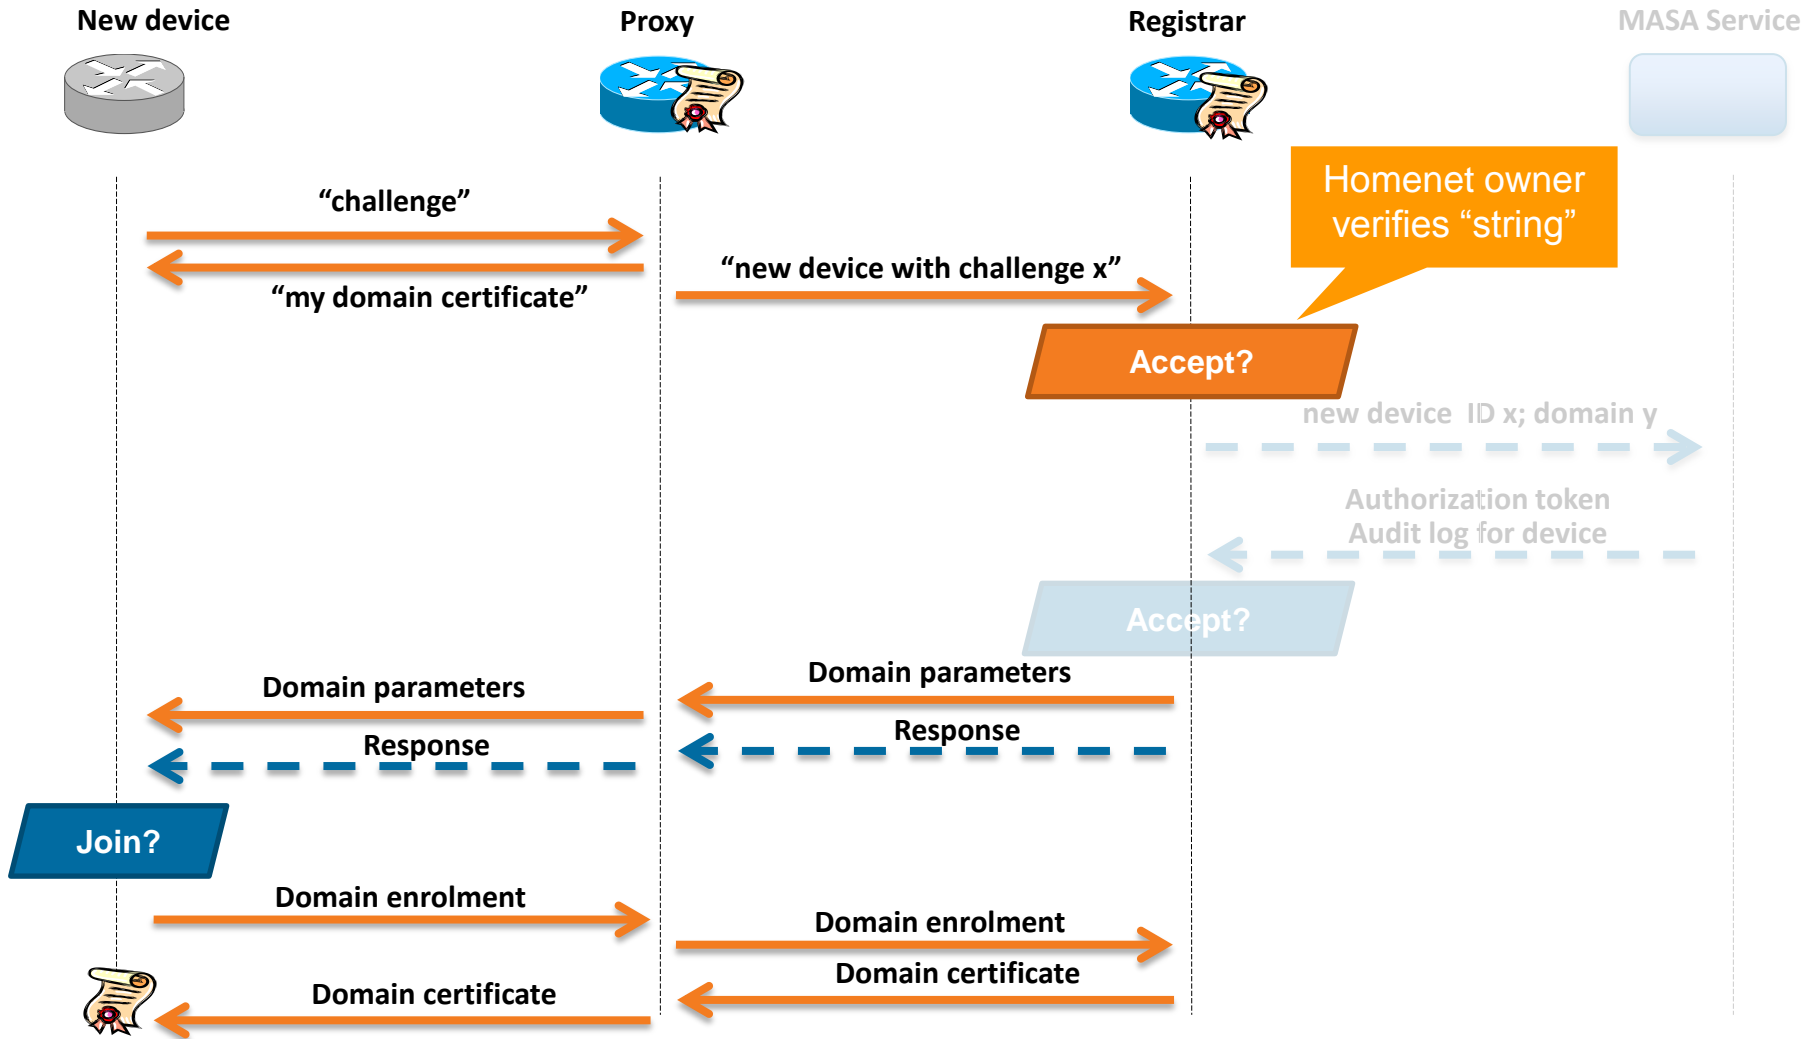 New device
Proxy
Registrar
MASA Service
Homenet owner
verifies “string”
“challenge”
“my domain certificate”
“new device with challenge x”
Accept?
new device  ID x; domain y
Authorization token
Audit log for device
Accept?
Domain parameters
Domain parameters
Response
Response
Join?
Domain enrolment
Domain enrolment
Domain certificate
Domain certificate